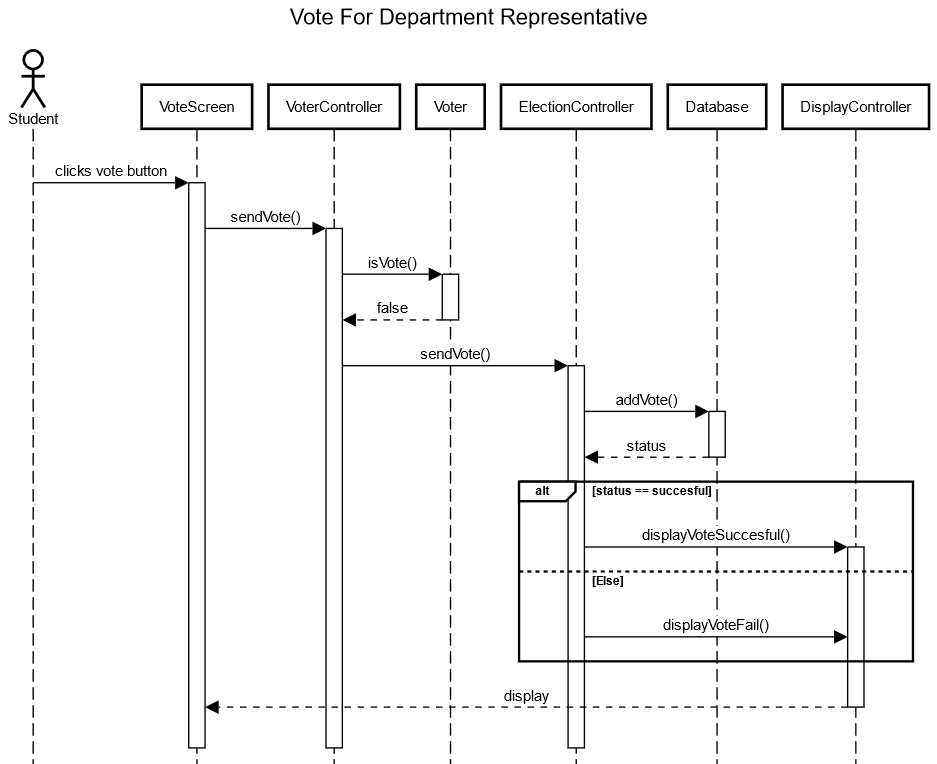 Vote For Department Representative
Student
VoteScreen
VoterController
Voter
ElectionController
Database
DisplayController
clicks vote button
sendVote()
isVote()
false
sendVote()
addVote()
status
alt
[status == succesful]
displayVoteSuccesful()
[Else]
displayVoteFail()
display